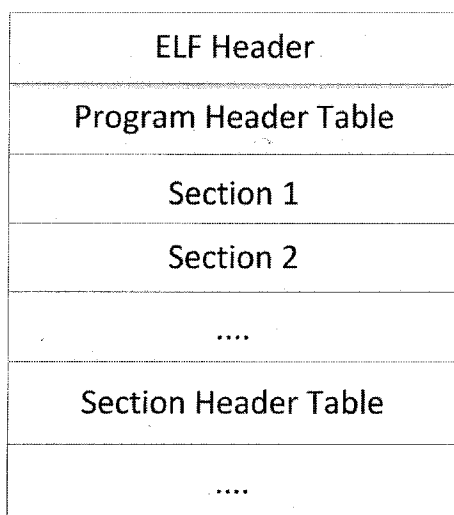 ELF Header
Program Header Table
Section 1
Section 2
....
Section Header Table
....